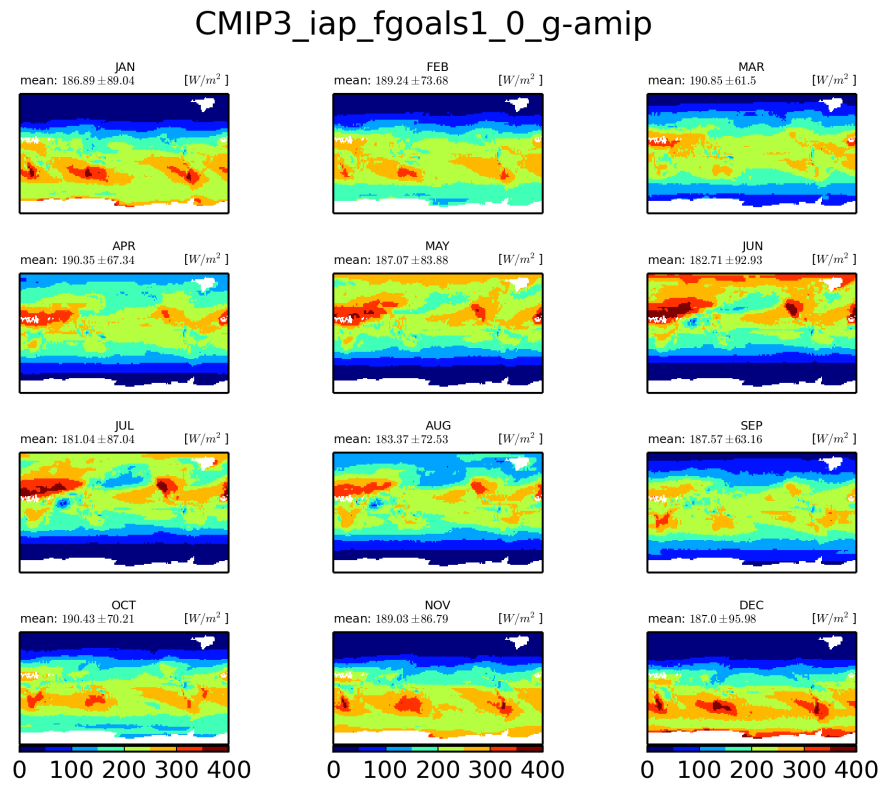 CMIP3_iap_fgoals1_0_g-amip
JAN FEB MAR
mean: 186.89±89.04 [W/m² ] mean: 189.24±73.68 [W/m² ] mean: 190.85±61.5 [W/m² ]
APR MAY JUN
mean: 190.35±67.34 [W/m² ] mean: 187.07±83.88 [W/m² ] mean: 182.71±92.93 [W/m² ]
JUL AUG SEP
mean: 181.04±87.04 [W/m² ] mean: 183.37±72.53 [W/m² ] mean: 187.57±63.16 [W/m² ]
OCT NOV DEC
mean: 190.43±70.21 [W/m² ] mean: 189.03±86.79 [W/m² ] mean: 187.0±95.98 [W/m² ]
0 100 200 300 400 0 100 200 300 400 0 100 200 300 400